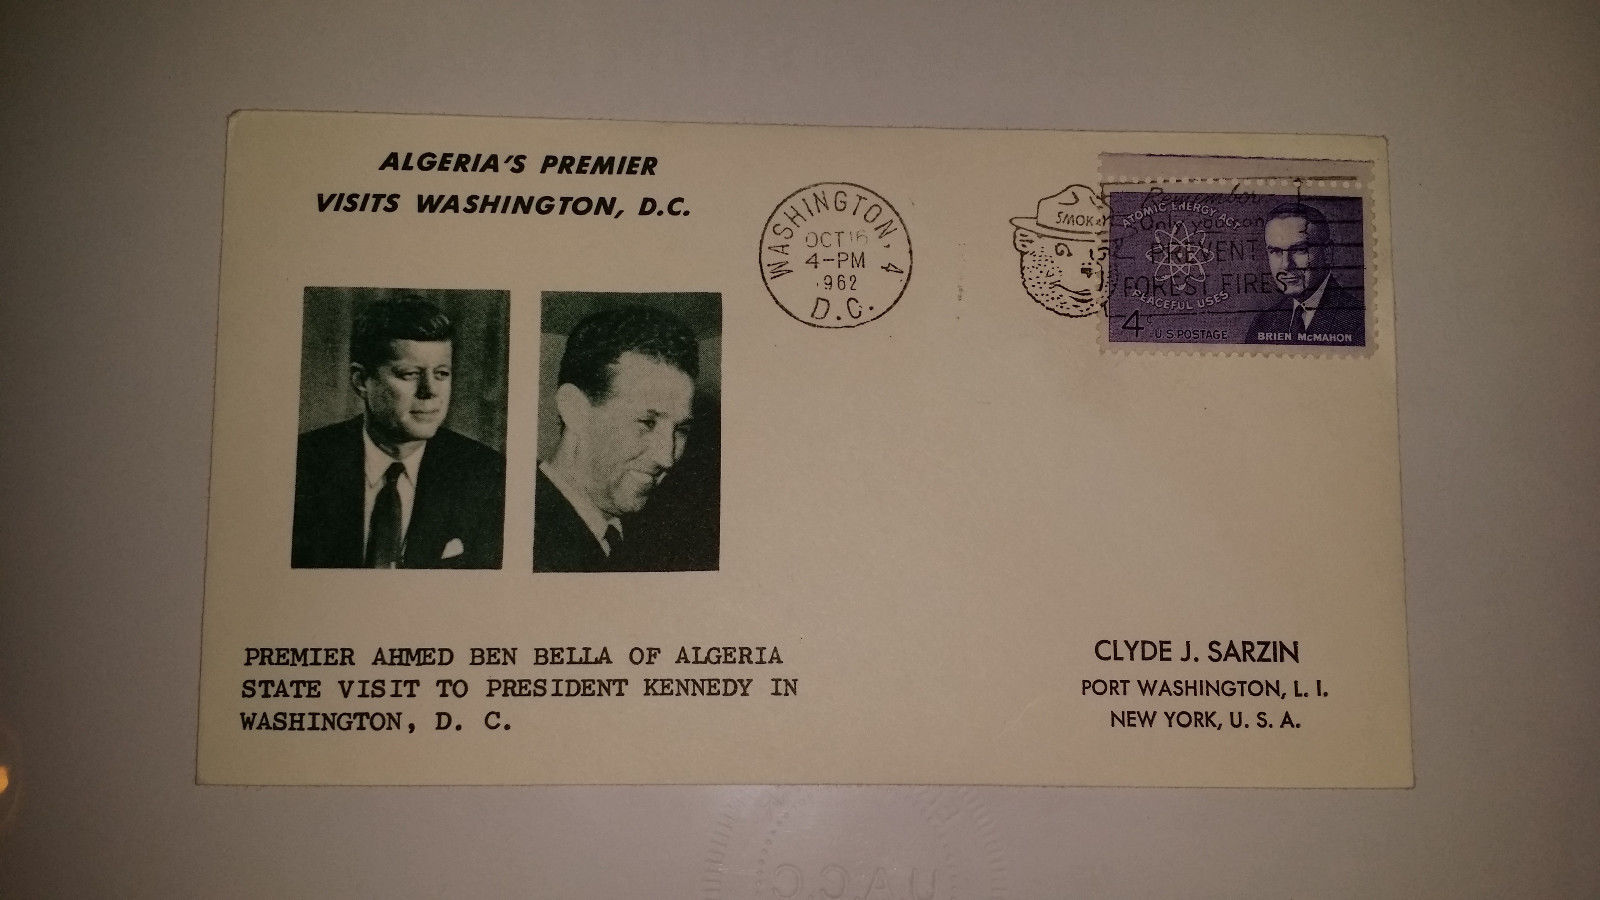 ALGERIA'S PREMIER
VISITS WASHINGTON, D.C.
WASHINGTON, 4
OCT 16
4-PM
1962
D.C.
SMOKEY
PREVENT
FOREST FIRES
ATOMIC ENERGY ACT
PEACEFUL USES
4c
U.S. POSTAGE
BRIEN McMAHON
PREMIER AHMED BEN BELLA OF ALGERIA
STATE VISIT TO PRESIDENT KENNEDY IN
WASHINGTON, D. C.
CLYDE J. SARZIN
PORT WASHINGTON, L. I.
NEW YORK, U. S. A.
U.A.C.C.